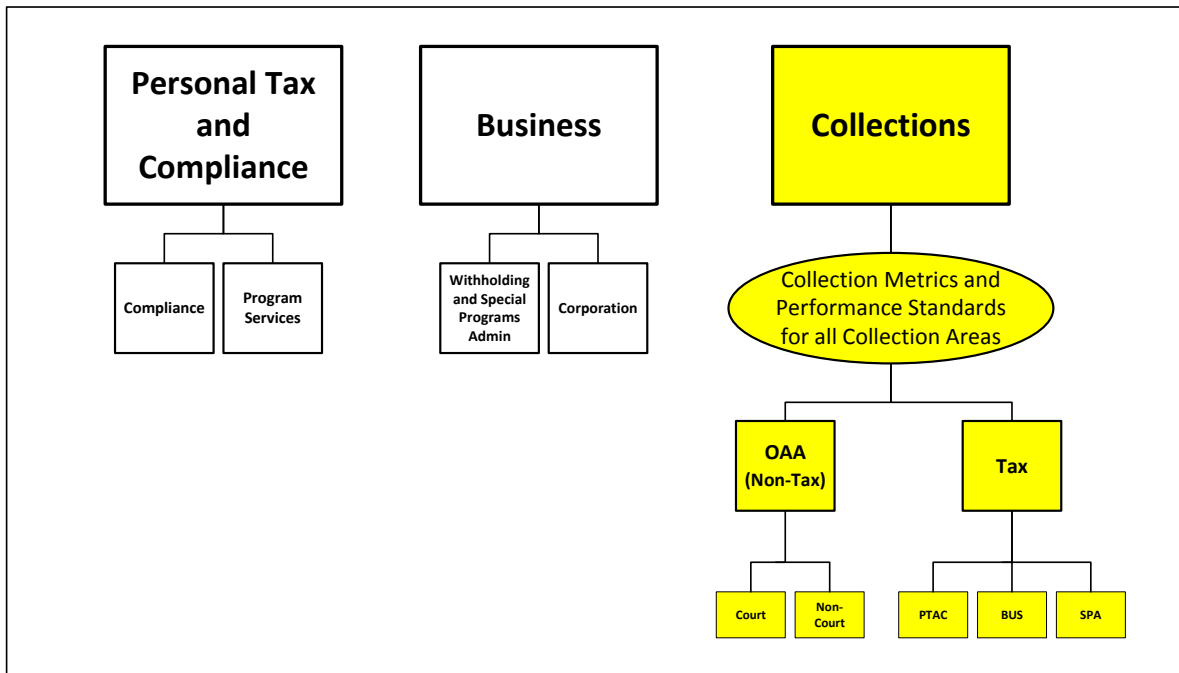 Personal Tax
and
Compliance
Business
Collections
Compliance
Program
Services
Withholding
and Special
Programs
Admin
Corporation
Collection Metrics and
Performance Standards
for all Collection Areas
OAA
(Non-Tax)
Tax
Court
Non-
Court
PTAC
BUS
SPA